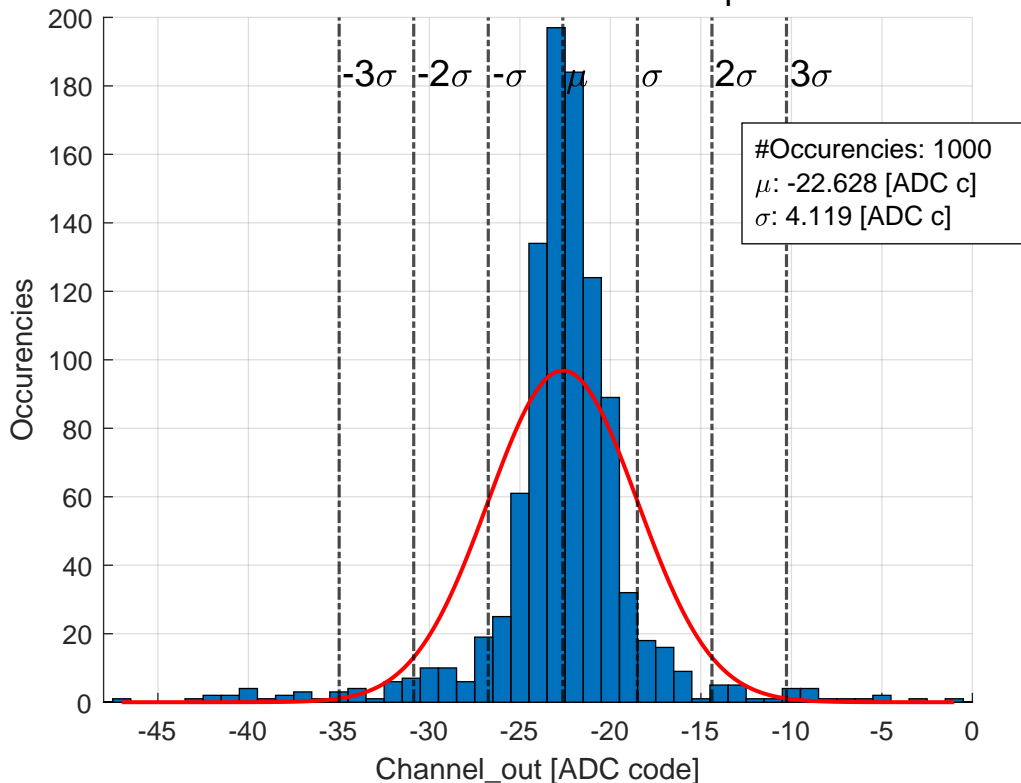 200
180
160
140
120
100
80
60
40
20
0
Occurencies
-3σ -2σ -σ μ σ 2σ 3σ
#Occurencies: 1000
μ: -22.628 [ADC c]
σ: 4.119 [ADC c]
-45 -40 -35 -30 -25 -20 -15 -10 -5 0
Channel_out [ADC code]